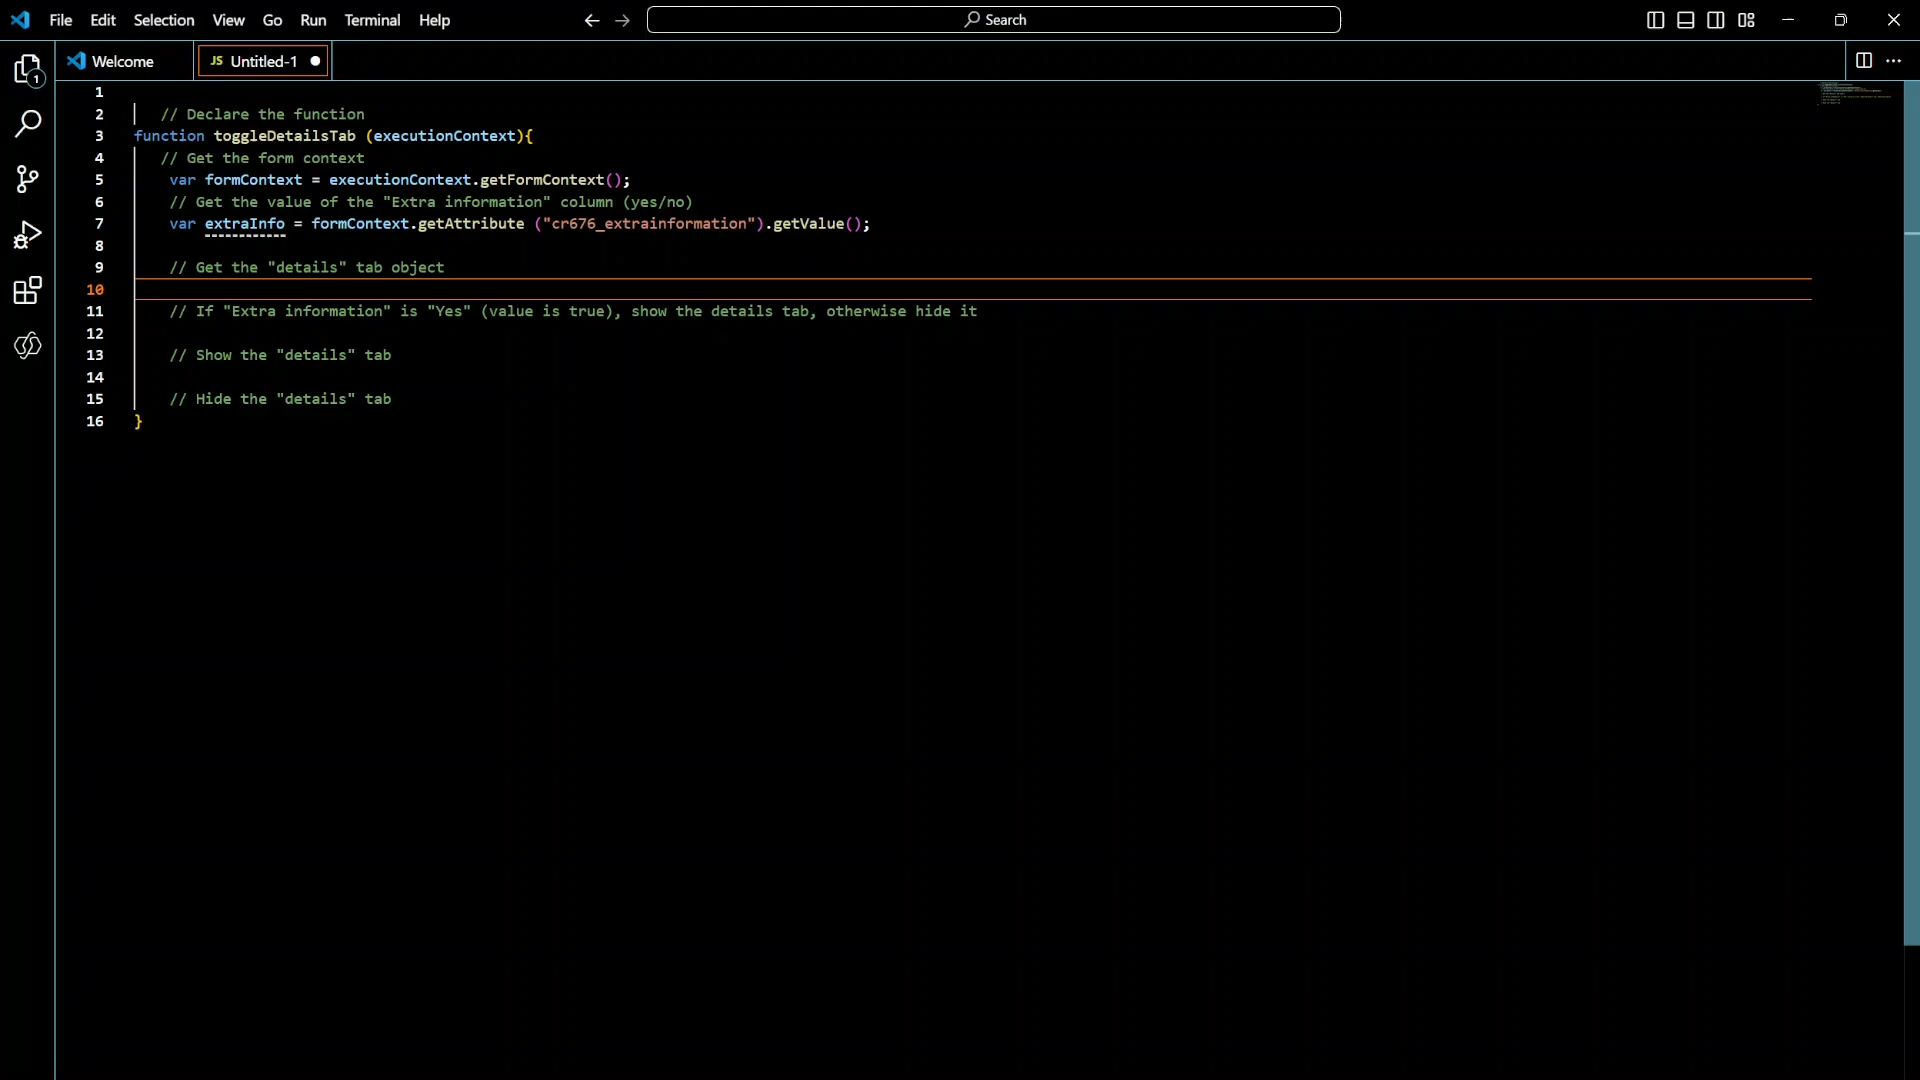 File Edit Selection View Go Run Terminal Help
Search
Welcome
JS Untitled-1
1
1
2 // Declare the function
3 function toggleDetailsTab (executionContext){
4 // Get the form context
5 var formContext = executionContext.getFormContext();
6 // Get the value of the "Extra information" column (yes/no)
7 var extraInfo = formContext.getAttribute ("cr676_extrainformation").getValue();
8
9 // Get the "details" tab object
10
11 // If "Extra information" is "Yes" (value is true), show the details tab, otherwise hide it
12
13 // Show the "details" tab
14
15 // Hide the "details" tab
16 }